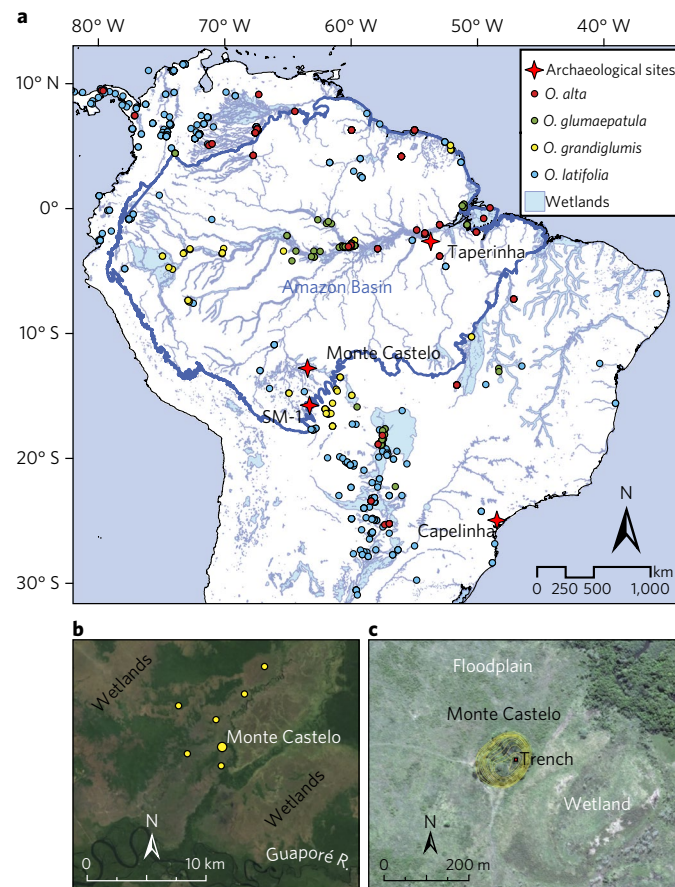 a
80° W
70° W
60° W
50° W
40° W
10° N
0°
10° S
20° S
30° S
Archaeological sites
O. alta
O. glumaepatula
O. grandiglumis
O. latifolia
Wetlands
Taperinha
Amazon Basin
Monte Castelo
SM-1
Capelinha
N
km
0 250 500 1,000
b
Wetlands
Monte Castelo
Wetlands
N
0 10 km
Guaporé R.
c
Floodplain
Monte Castelo
Trench
Wetland
N
0 200 m